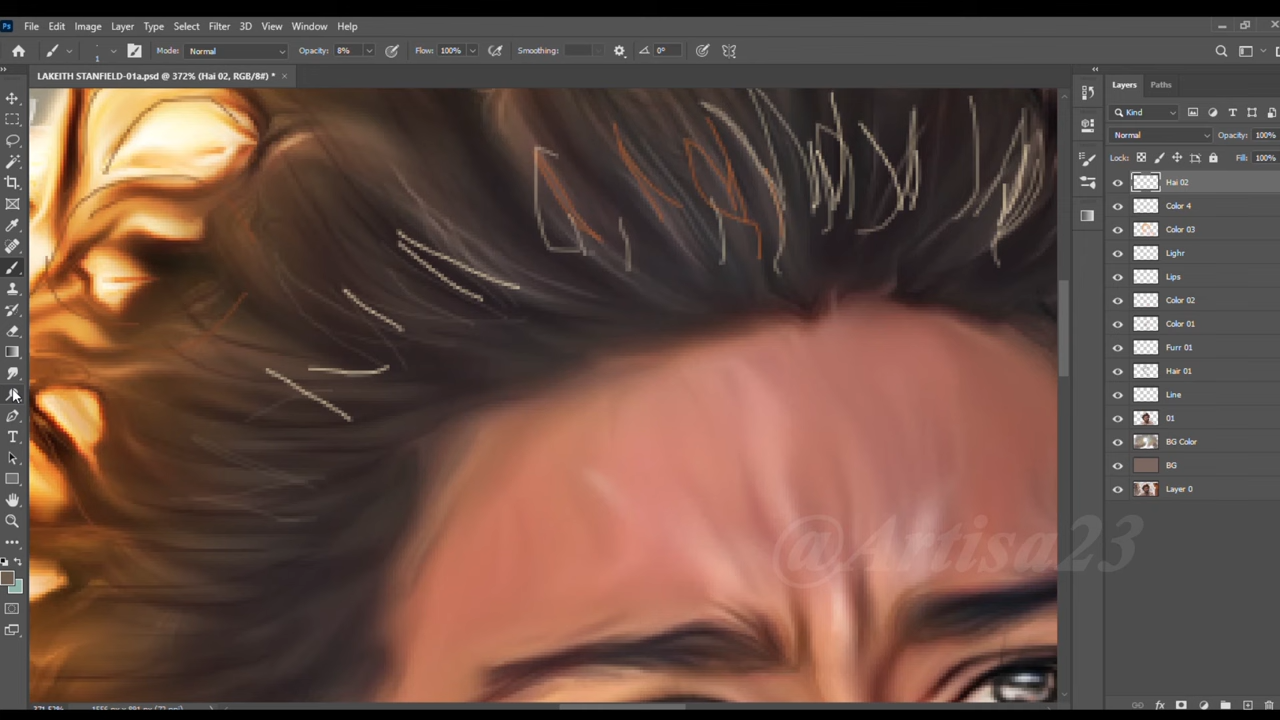 Ps File Edit Image Layer Type Select Filter 3D View Window Help
1 Mode: Normal Opacity: 8% Flow: 100% Smoothing: 0°
LAKEITH STANFIELD-01a.psd @ 372% (Hai 02, RGB/8#) *
Layers Paths
Kind
Normal Opacity: 100%
Lock: Fill: 100%
Hai 02
Color 4
Color 03
Lighr
Lips
Color 02
Color 01
Furr 01
Hair 01
Line
01
BG Color
BG
Layer 0
@Artisa23